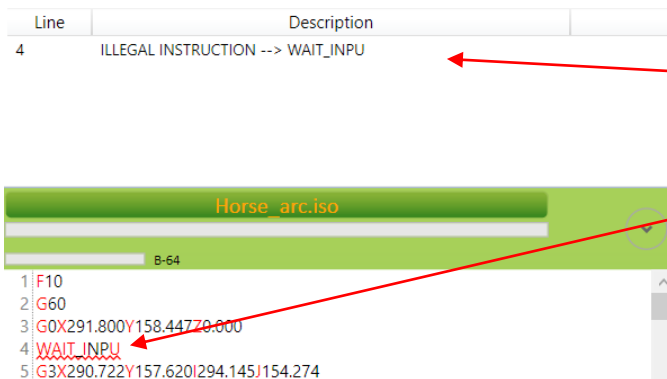 Line Description
4 ILLEGAL INSTRUCTION --> WAIT_INPU
Horse_arc.iso
B-64
1 F10
2 G60
3 G0X291.800Y158.447Z0.000
4 WAIT_INPU
5 G3X290.722Y157.620I294.145J154.274